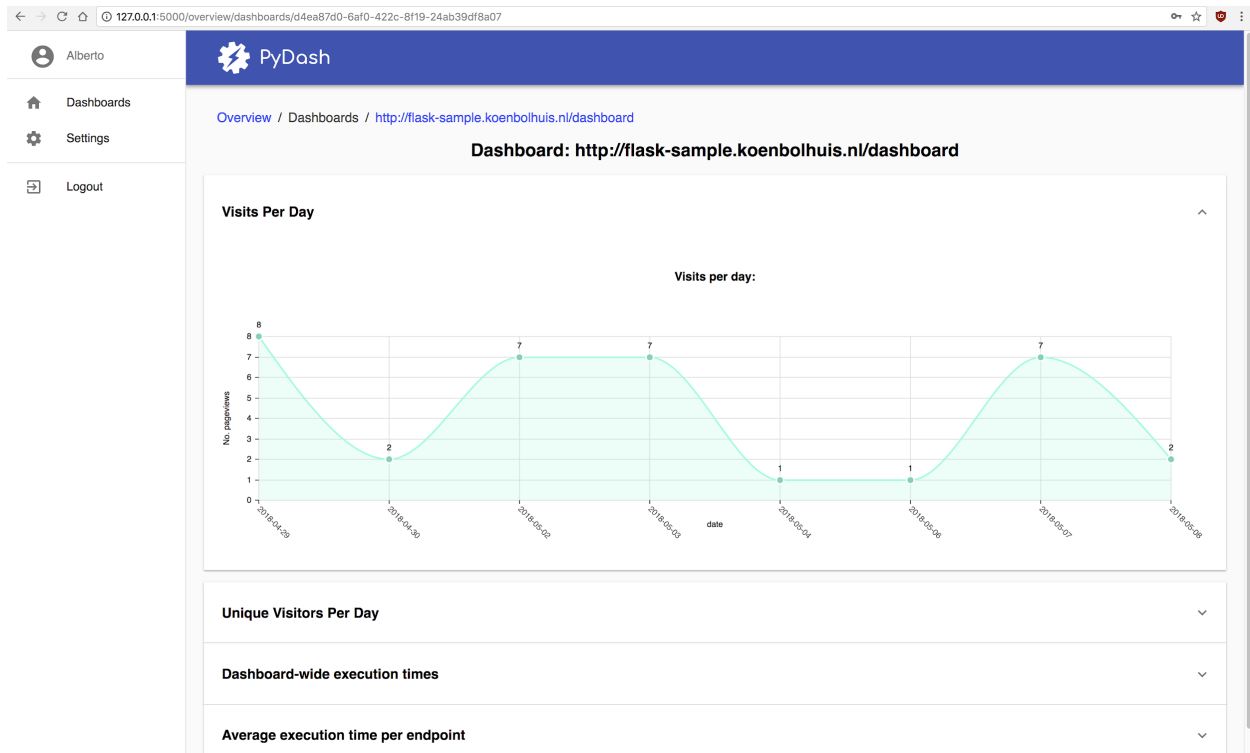 127.0.0.1:5000/overview/dashboards/d4ea87d0-6af0-422c-8f19-24ab39df8a07
Alberto
PyDash
Dashboards
Settings
Logout
Overview / Dashboards / http://flask-sample.koenbolhuis.nl/dashboard
Dashboard: http://flask-sample.koenbolhuis.nl/dashboard
Visits Per Day
Visits per day:
No. pageviews
8
7
6
5
4
3
2
1
0
8
2
7
7
1
1
7
2
2018-04-29
2018-04-30
2018-05-02
2018-05-03
2018-05-04
2018-05-06
2018-05-07
2018-05-08
date
Unique Visitors Per Day
Dashboard-wide execution times
Average execution time per endpoint